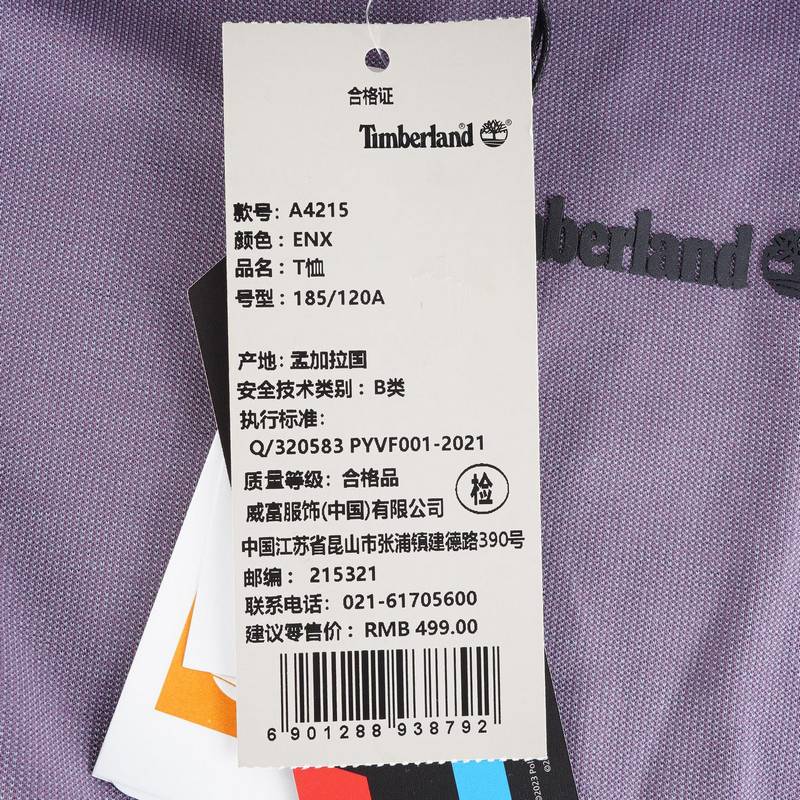 合格证
Timberland®
款号：A4215
颜色：ENX
品名：T恤
号型：185/120A
产地：孟加拉国
安全技术类别：B类
执行标准：
Q/320583 PYVF001-2021
质量等级：合格品
检
威富服饰(中国)有限公司
中国江苏省昆山市张浦镇建德路390号
邮编：215321
联系电话：021-61705600
建议零售价：RMB 499.00
6 901288 938792
mberland